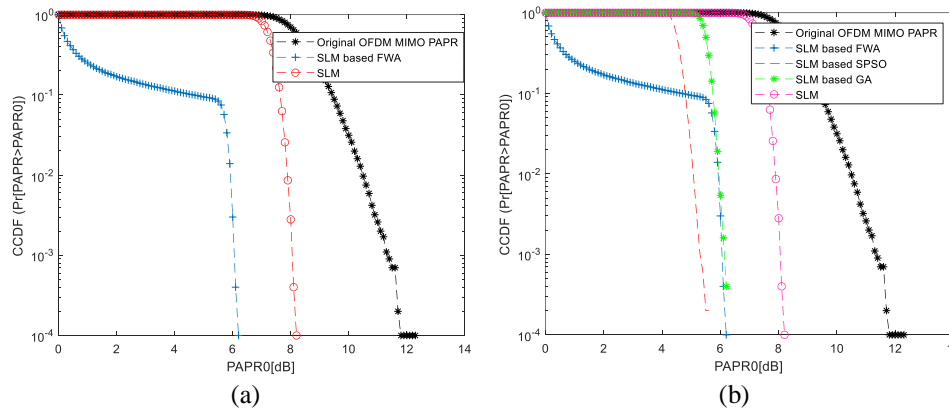 10^0
10^-1
10^-2
10^-3
10^-4
CCDF (Pr[PAPR>PAPR0])
0 2 4 6 8 10 12 14
PAPR0[dB]
Original OFDM MIMO PAPR
SLM based FWA
SLM
(a)
10^0
10^-1
10^-2
10^-3
10^-4
CCDF (Pr[PAPR>PAPR0])
0 2 4 6 8 10 12
PAPR0[dB]
Original OFDM MIMO PAPR
SLM based FWA
SLM based SPSO
SLM based GA
SLM
(b)